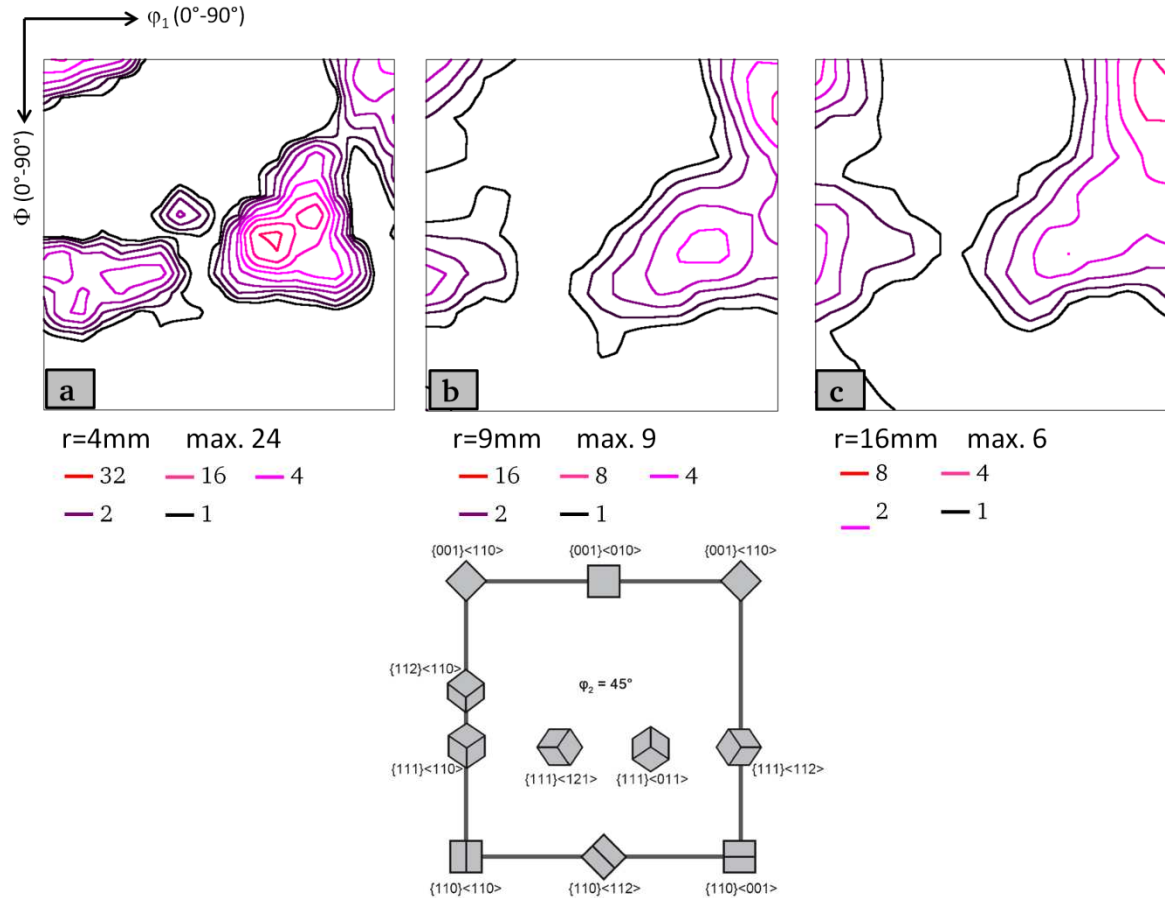 φ₁ (0°-90°)
Φ (0°-90°)
a
b
c
r=4mm max. 24
32 16 4
2 1
r=9mm max. 9
16 8 4
2 1
r=16mm max. 6
8 4
2 1
{001}<110> {001}<010> {001}<110>
{112}<110>
φ₂ = 45°
{111}<110> {111}<121> {111}<011> {111}<112>
{110}<110> {110}<112> {110}<001>